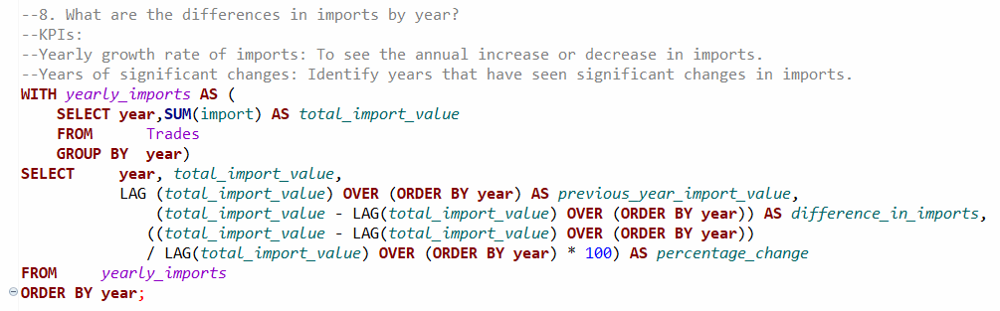 --8. What are the differences in imports by year?
--KPIs:
--Yearly growth rate of imports: To see the annual increase or decrease in imports.
--Years of significant changes: Identify years that have seen significant changes in imports.
WITH yearly_imports AS (
SELECT year,SUM(import) AS total_import_value
FROM Trades
GROUP BY year)
SELECT year, total_import_value,
LAG (total_import_value) OVER (ORDER BY year) AS previous_year_import_value,
(total_import_value - LAG(total_import_value) OVER (ORDER BY year)) AS difference_in_imports,
((total_import_value - LAG(total_import_value) OVER (ORDER BY year))
/ LAG(total_import_value) OVER (ORDER BY year) * 100) AS percentage_change
FROM yearly_imports
ORDER BY year;